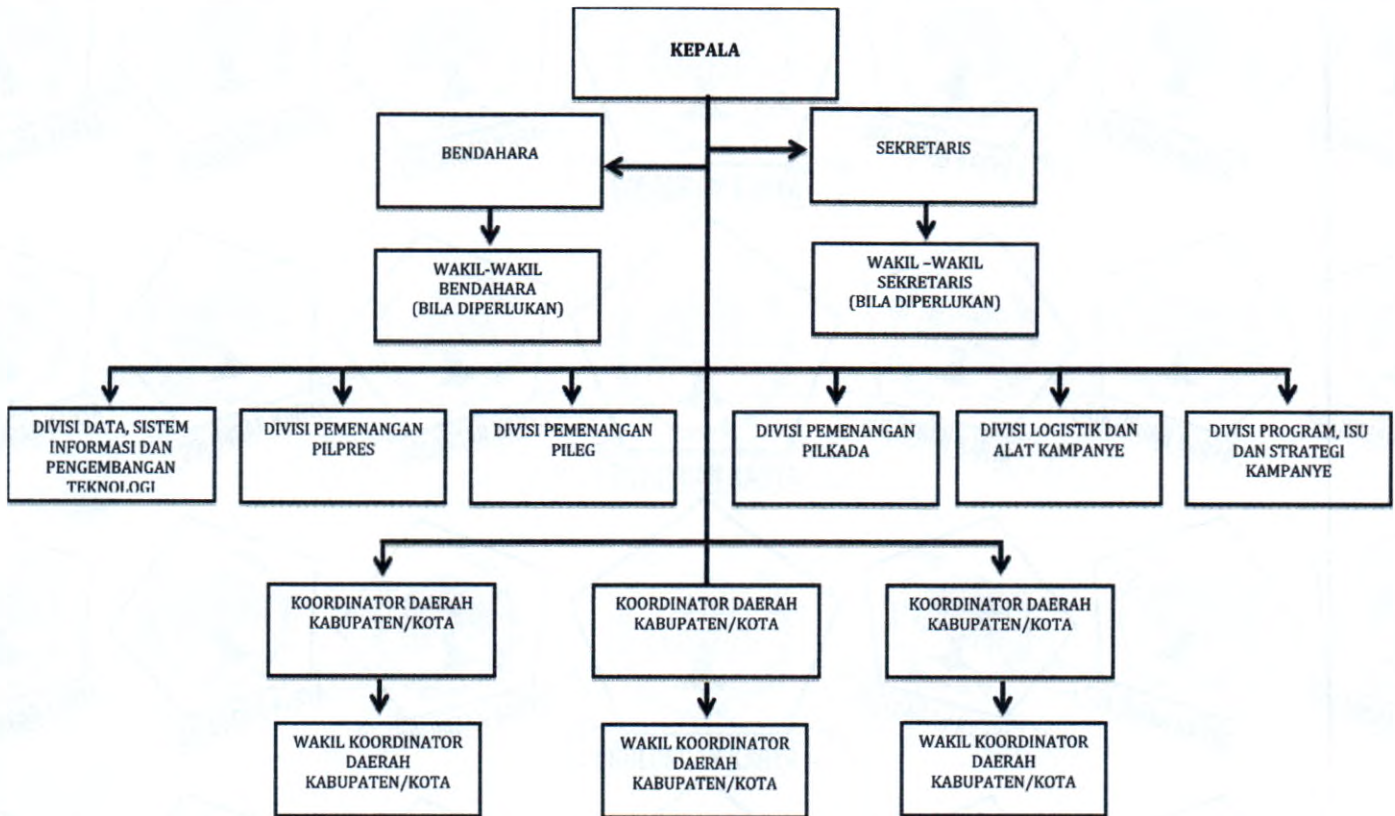 KEPALA
BENDAHARA
SEKRETARIS
WAKIL-WAKIL
BENDAHARA
(BILA DIPERLUKAN)
WAKIL –WAKIL
SEKRETARIS
(BILA DIPERLUKAN)
DIVISI DATA, SISTEM
INFORMASI DAN
PENGEMBANGAN
TEKNOLOGI
DIVISI PEMENANGAN
PILPRES
DIVISI PEMENANGAN
PILEG
DIVISI PEMENANGAN
PILKADA
DIVISI LOGISTIK DAN
ALAT KAMPANYE
DIVISI PROGRAM, ISU
DAN STRATEGI
KAMPANYE
KOORDINATOR DAERAH
KABUPATEN/KOTA
KOORDINATOR DAERAH
KABUPATEN/KOTA
KOORDINATOR DAERAH
KABUPATEN/KOTA
WAKIL KOORDINATOR
DAERAH
KABUPATEN/KOTA
WAKIL KOORDINATOR
DAERAH
KABUPATEN/KOTA
WAKIL KOORDINATOR
DAERAH
KABUPATEN/KOTA